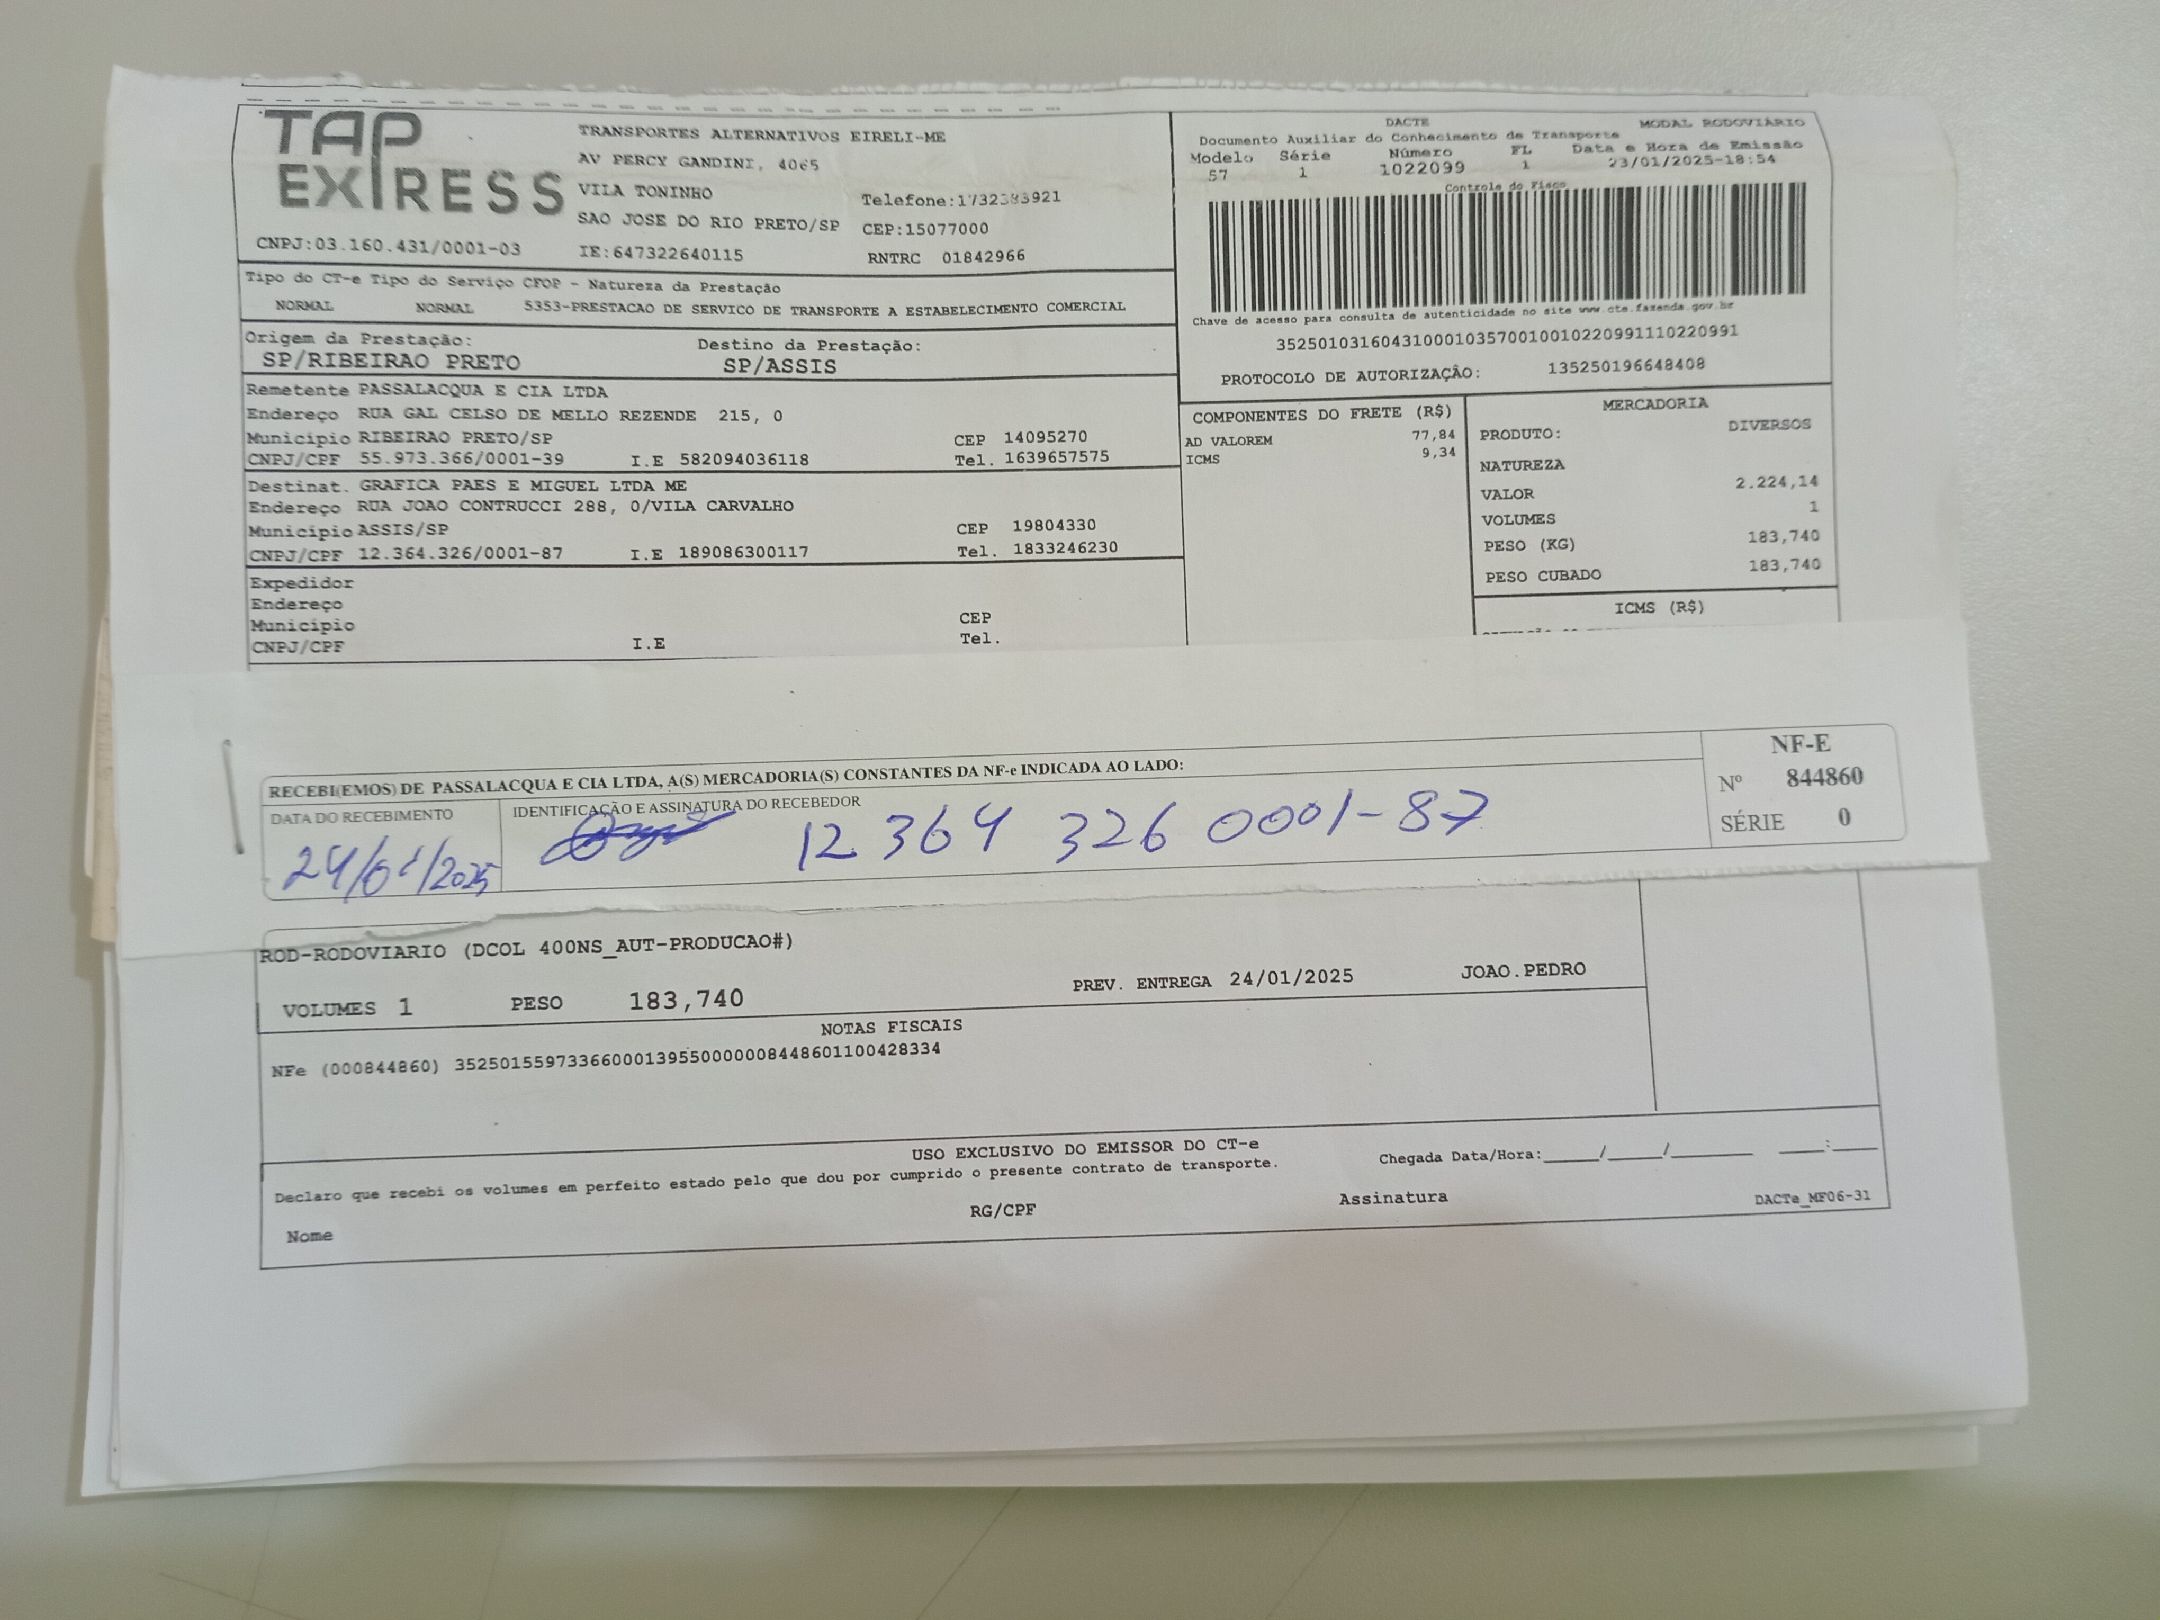 TAP
EXPRESS
TRANSPORTES ALTERNATIVOS EIRELI-ME
AV PERCY GANDINI, 4065
VILA TONINHO
Telefone:1732383921
SAO JOSE DO RIO PRETO/SP CEP:15077000
CNPJ:03.160.431/0001-03 IE:647322640115 RNTRC 01842966
DACTE MODAL RODOVIÁRIO
Documento Auxiliar do Conhecimento de Transporte
Modelo Série Número FL Data e Hora de Emissão
57 1 1022099 1 23/01/2025-18:54
Controle do Fisco
Chave de acesso para consulta de autenticidade no site www.cte.fazenda.gov.br
35250103160431000103570010010220991110220991
PROTOCOLO DE AUTORIZAÇÃO: 135250196648408
Tipo do CT-e Tipo do Serviço CFOP - Natureza da Prestação
NORMAL NORMAL 5353-PRESTACAO DE SERVICO DE TRANSPORTE A ESTABELECIMENTO COMERCIAL
Origem da Prestação: Destino da Prestação:
SP/RIBEIRAO PRETO SP/ASSIS
Remetente PASSALACQUA E CIA LTDA
Endereço RUA GAL CELSO DE MELLO REZENDE 215, 0
Município RIBEIRAO PRETO/SP CEP 14095270
CNPJ/CPF 55.973.366/0001-39 I.E 582094036118 Tel. 1639657575
Destinat. GRAFICA PAES E MIGUEL LTDA ME
Endereço RUA JOAO CONTRUCCI 288, 0/VILA CARVALHO
Município ASSIS/SP CEP 19804330
CNPJ/CPF 12.364.326/0001-87 I.E 189086300117 Tel. 1833246230
Expedidor
Endereço
Município CEP
CNPJ/CPF I.E Tel.
COMPONENTES DO FRETE (R$)
AD VALOREM 77,84
ICMS 9,34
MERCADORIA
PRODUTO: DIVERSOS
NATUREZA
VALOR 2.224,14
VOLUMES 1
PESO (KG) 183,740
PESO CUBADO 183,740
ICMS (R$)
RECEBI(EMOS) DE PASSALACQUA E CIA LTDA, A(S) MERCADORIA(S) CONSTANTES DA NF-e INDICADA AO LADO:
DATA DO RECEBIMENTO IDENTIFICAÇÃO E ASSINATURA DO RECEBEDOR
24/01/2025 12 364 326 0001-87
NF-E
Nº 844860
SÉRIE 0
ROD-RODOVIARIO (DCOL 400NS_AUT-PRODUCAO#)
VOLUMES 1 PESO 183,740 PREV. ENTREGA 24/01/2025 JOAO.PEDRO
NOTAS FISCAIS
NFe (000844860) 35250155973366000139550000008448601100428334
USO EXCLUSIVO DO EMISSOR DO CT-e
Declaro que recebi os volumes em perfeito estado pelo que dou por cumprido o presente contrato de transporte. Chegada Data/Hora:_____/_____/________ ____:____
Nome RG/CPF Assinatura DACTe_MF06-31